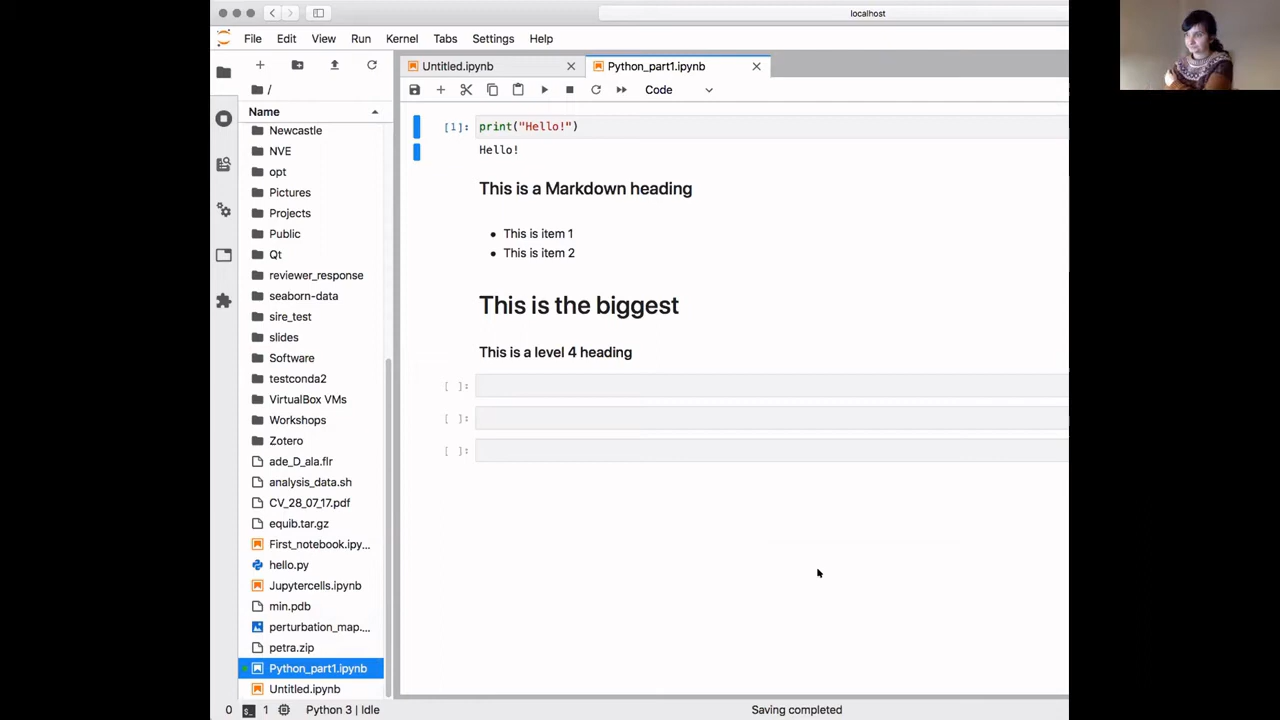 localhost
File Edit View Run Kernel Tabs Settings Help
Untitled.ipynb
Python_part1.ipynb
Code
/
Name
Newcastle
NVE
opt
Pictures
Projects
Public
Qt
reviewer_response
seaborn-data
sire_test
slides
Software
testconda2
VirtualBox VMs
Workshops
Zotero
ade_D_ala.flr
analysis_data.sh
CV_28_07_17.pdf
equib.tar.gz
First_notebook.ipy...
hello.py
Jupytercells.ipynb
min.pdb
perturbation_map....
petra.zip
Python_part1.ipynb
Untitled.ipynb
[1]: print("Hello!")
Hello!
This is a Markdown heading
• This is item 1
• This is item 2
This is the biggest
This is a level 4 heading
[ ]:
[ ]:
[ ]:
0 1 Python 3 | Idle Saving completed